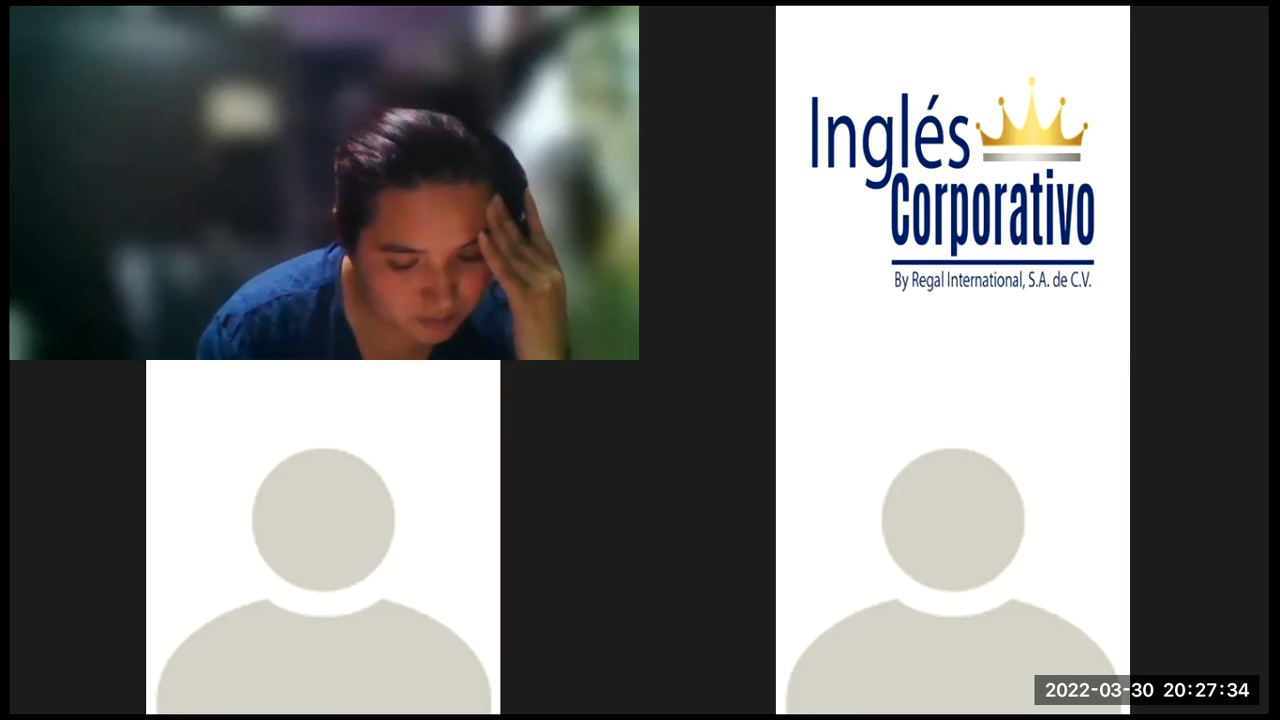 Inglés
Corporativo
By Regal International, S.A. de C.V.
2022-03-30 20:27:34